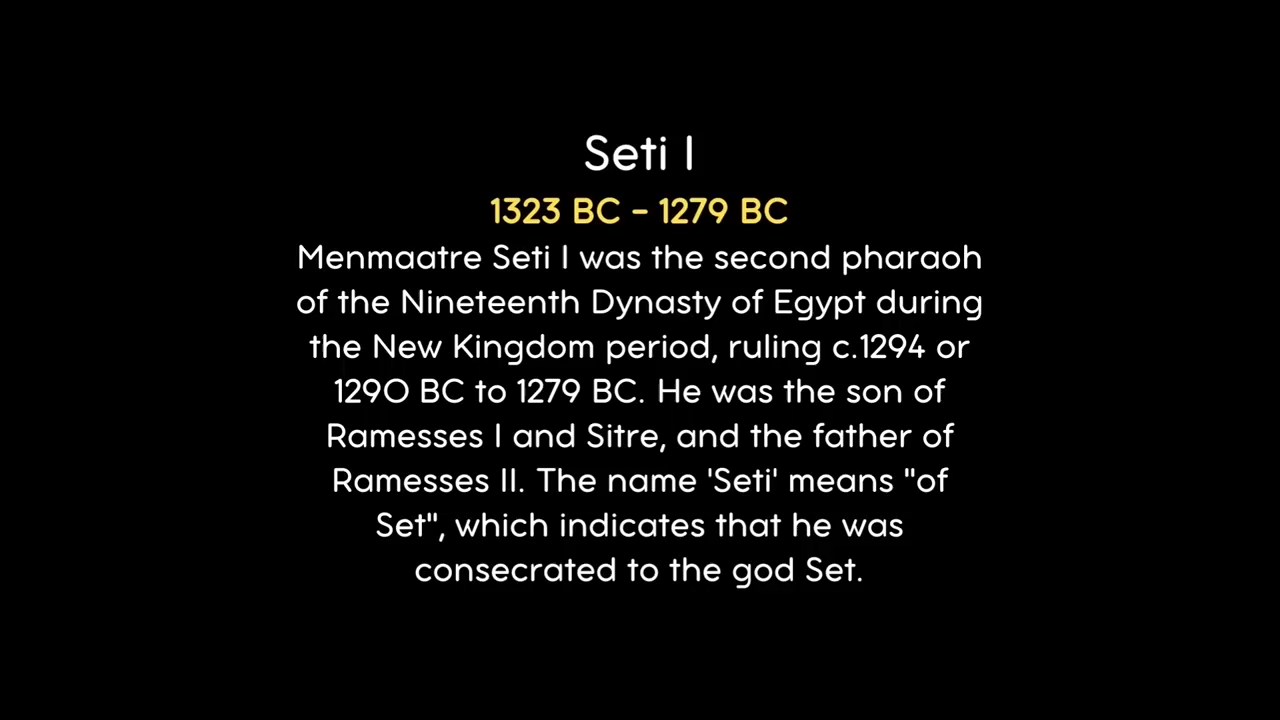 Seti I
1323 BC - 1279 BC
Menmaatre Seti I was the second pharaoh
of the Nineteenth Dynasty of Egypt during
the New Kingdom period, ruling c.1294 or
1290 BC to 1279 BC. He was the son of
Ramesses I and Sitre, and the father of
Ramesses II. The name 'Seti' means "of
Set", which indicates that he was
consecrated to the god Set.